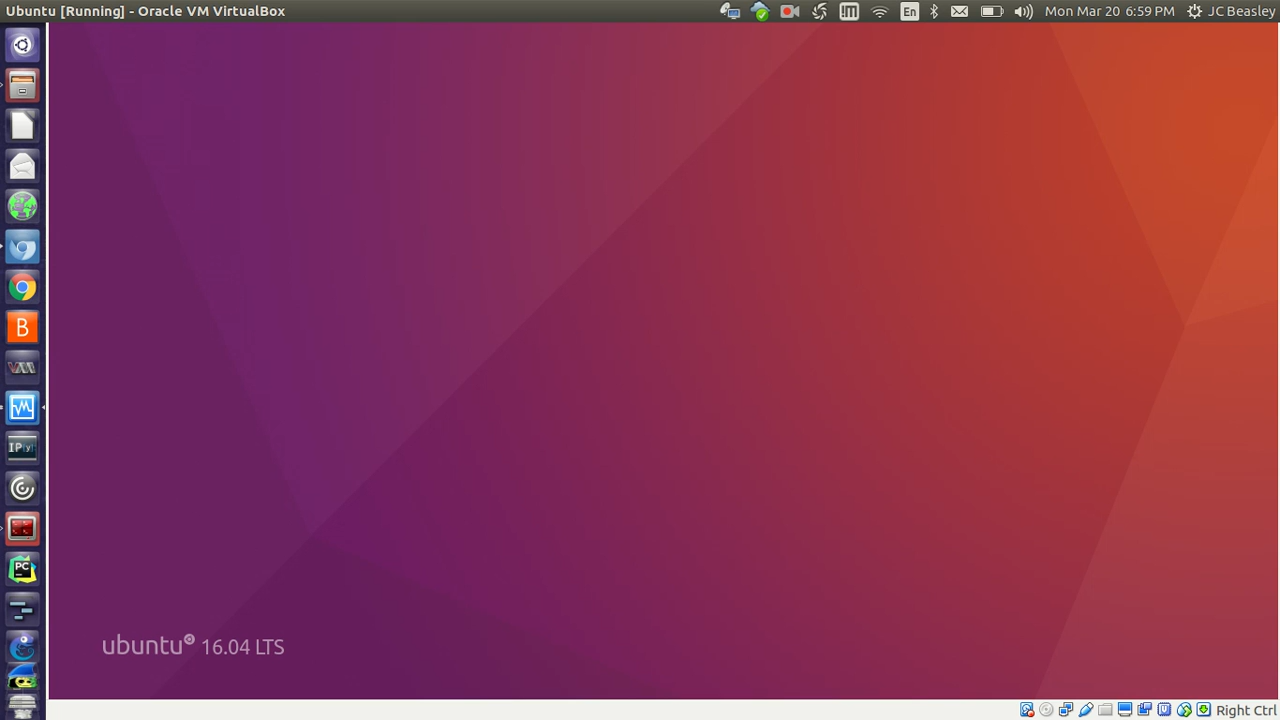 Ubuntu [Running] - Oracle VM VirtualBox
En
Mon Mar 20 6:59 PM
JC Beasley
B
IP[y]
PC
ubuntu® 16.04 LTS
Right Ctrl